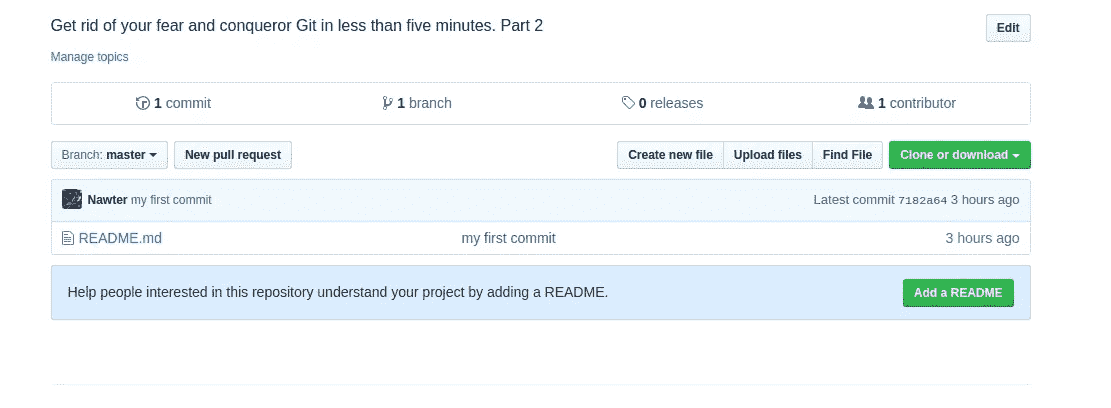 Get rid of your fear and conqueror Git in less than five minutes. Part 2
Edit
Manage topics
1 commit
1 branch
0 releases
1 contributor
Branch: master
New pull request
Create new file
Upload files
Find File
Clone or download
Nawter my first commit
Latest commit 7182a64 3 hours ago
README.md
my first commit
3 hours ago
Help people interested in this repository understand your project by adding a README.
Add a README